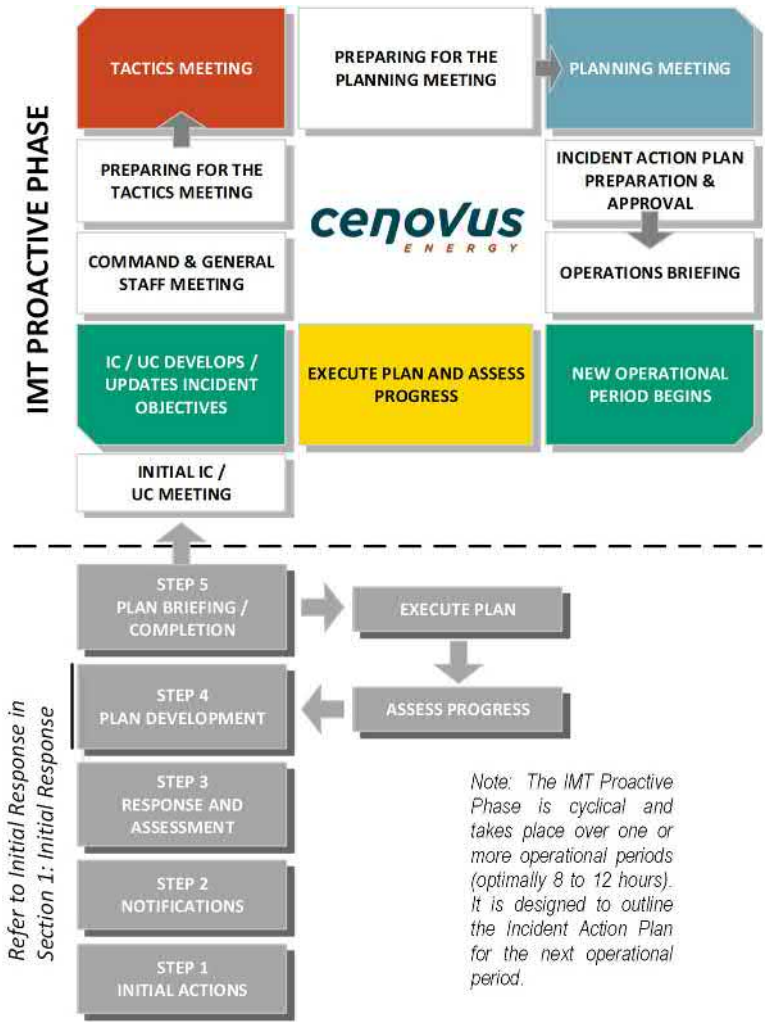 IMT PROACTIVE PHASE
TACTICS MEETING
PREPARING FOR THE
PLANNING MEETING
PLANNING MEETING
PREPARING FOR THE
TACTICS MEETING
INCIDENT ACTION PLAN
PREPARATION &
APPROVAL
cenovus
ENERGY
COMMAND & GENERAL
STAFF MEETING
OPERATIONS BRIEFING
IC / UC DEVELOPS /
UPDATES INCIDENT
OBJECTIVES
EXECUTE PLAN AND ASSESS
PROGRESS
NEW OPERATIONAL
PERIOD BEGINS
INITIAL IC /
UC MEETING
Refer to Initial Response in
Section 1: Initial Response
STEP 5
PLAN BRIEFING /
COMPLETION
EXECUTE PLAN
STEP 4
PLAN DEVELOPMENT
ASSESS PROGRESS
STEP 3
RESPONSE AND
ASSESSMENT
STEP 2
NOTIFICATIONS
STEP 1
INITIAL ACTIONS
Note: The IMT Proactive
Phase is cyclical and
takes place over one or
more operational periods
(optimally 8 to 12 hours).
It is designed to outline
the Incident Action Plan
for the next operational
period.